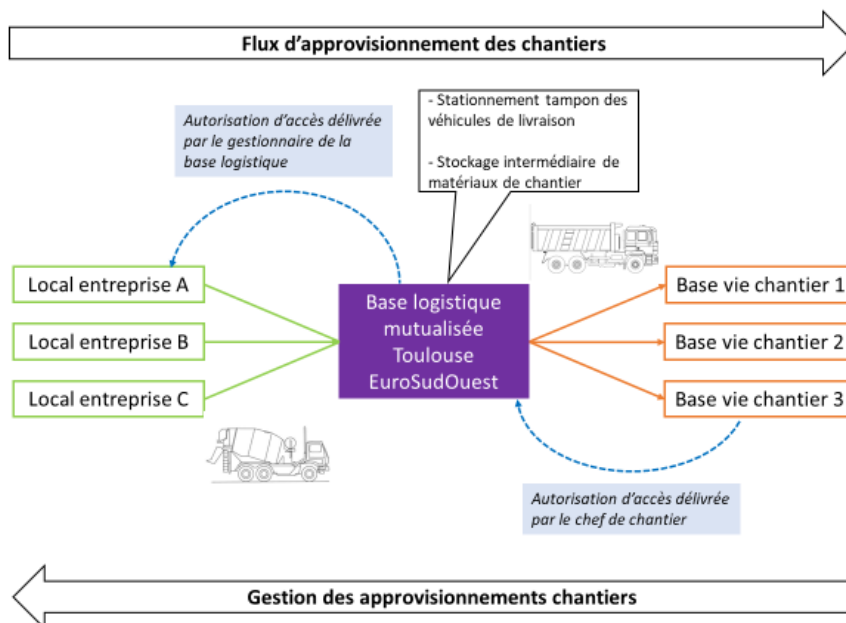 Flux d'approvisionnement des chantiers
Autorisation d'accès délivrée
par le gestionnaire de la
base logistique
- Stationnement tampon des
véhicules de livraison
- Stockage intermédiaire de
matériaux de chantier
Local entreprise A
Local entreprise B
Local entreprise C
Base logistique
mutualisée
Toulouse
EuroSudOuest
Base vie chantier 1
Base vie chantier 2
Base vie chantier 3
Autorisation d'accès délivrée
par le chef de chantier
Gestion des approvisionnements chantiers